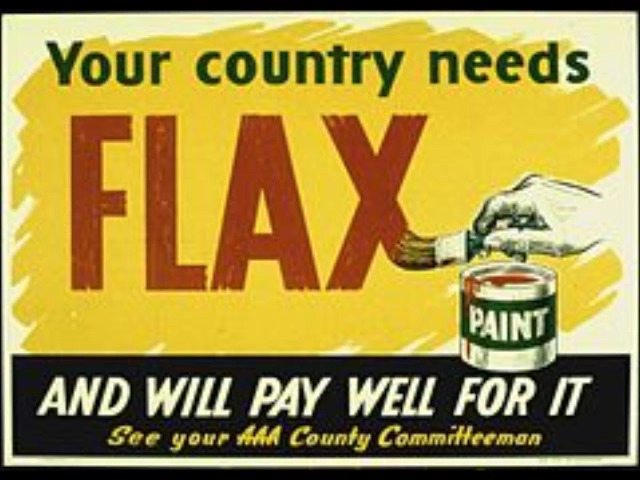 Your country needs
FLAX
PAINT
AND WILL PAY WELL FOR IT
See your AAA County Committeeman